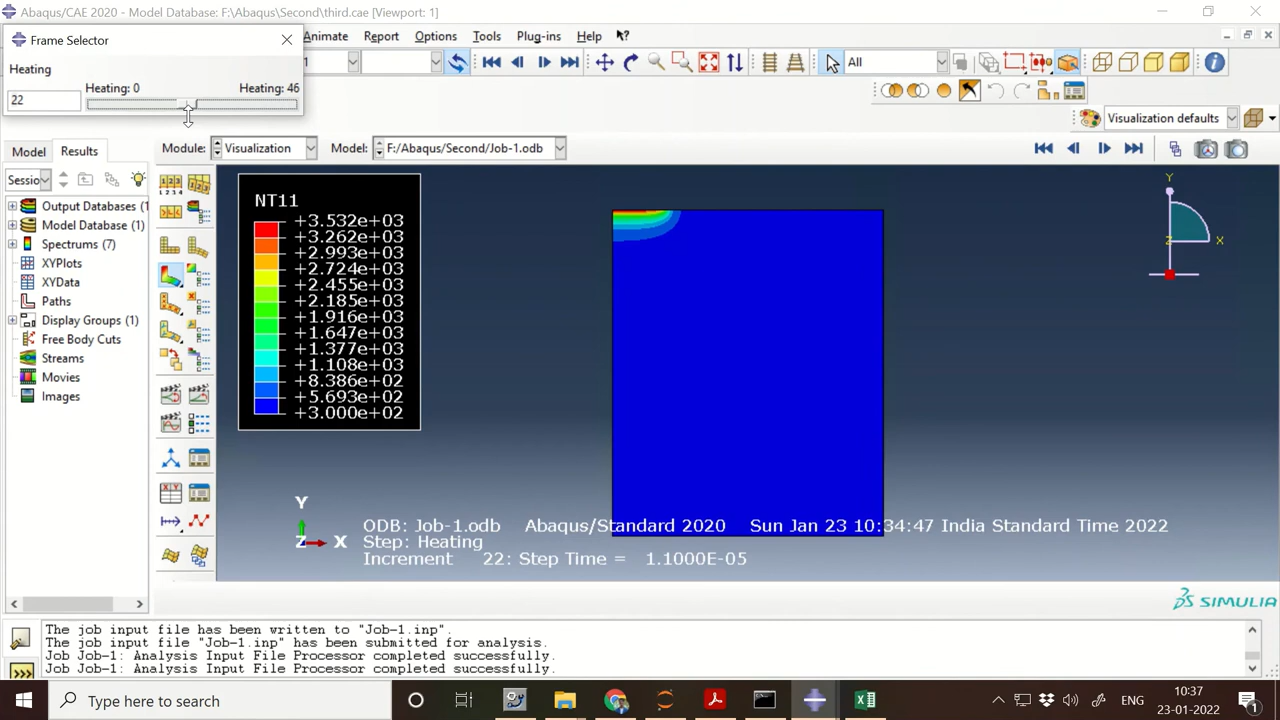 Abaqus/CAE 2020 - Model Database: F:\Abaqus\Second\third.cae [Viewport: 1]
Frame Selector
Animate Report Options Tools Plug-ins Help
Heating
1
All
Heating: 0 Heating: 46
22
Visualization defaults
Model Results
Module: Visualization Model: F:/Abaqus/Second/Job-1.odb
Sessio
Output Databases (1
Model Database (1)
Spectrums (7)
XYPlots
XYData
Paths
Display Groups (1)
Free Body Cuts
Streams
Movies
Images
NT11
+3.532e+03
+3.262e+03
+2.993e+03
+2.724e+03
+2.455e+03
+2.185e+03
+1.916e+03
+1.647e+03
+1.377e+03
+1.108e+03
+8.386e+02
+5.693e+02
+3.000e+02
Y
Z X
Y
Z X
ODB: Job-1.odb Abaqus/Standard 2020 Sun Jan 23 10:34:47 India Standard Time 2022
Step: Heating
Increment 22: Step Time = 1.1000E-05
SIMULIA
The job input file has been written to "Job-1.inp".
The job input file "Job-1.inp" has been submitted for analysis.
Job Job-1: Analysis Input File Processor completed successfully.
Job Job-1: Analysis Input File Processor completed successfully.
Type here to search
ENG
10:37
23-01-2022
1